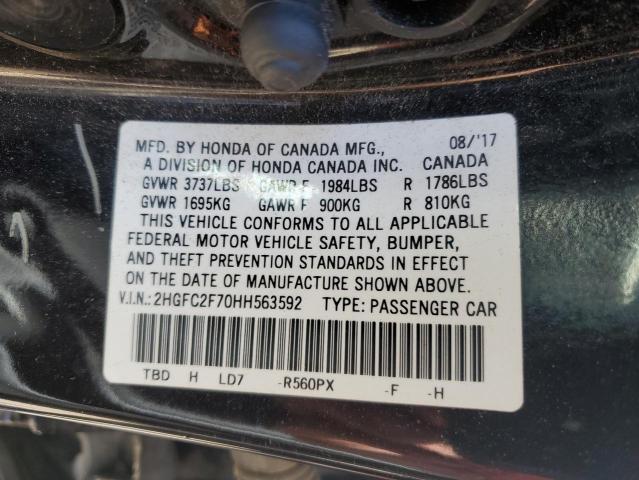 MFD. BY HONDA OF CANADA MFG., 08/'17
A DIVISION OF HONDA CANADA INC. CANADA
GVWR 3737LBS GAWR F 1984LBS R 1786LBS
GVWR 1695KG GAWR F 900KG R 810KG
THIS VEHICLE CONFORMS TO ALL APPLICABLE
FEDERAL MOTOR VEHICLE SAFETY, BUMPER,
AND THEFT PREVENTION STANDARDS IN EFFECT
ON THE DATE OF MANUFACTURE SHOWN ABOVE.
V.I.N.: 2HGFC2F70HH563592 TYPE: PASSENGER CAR
TBD H LD7 -R560PX -F -H